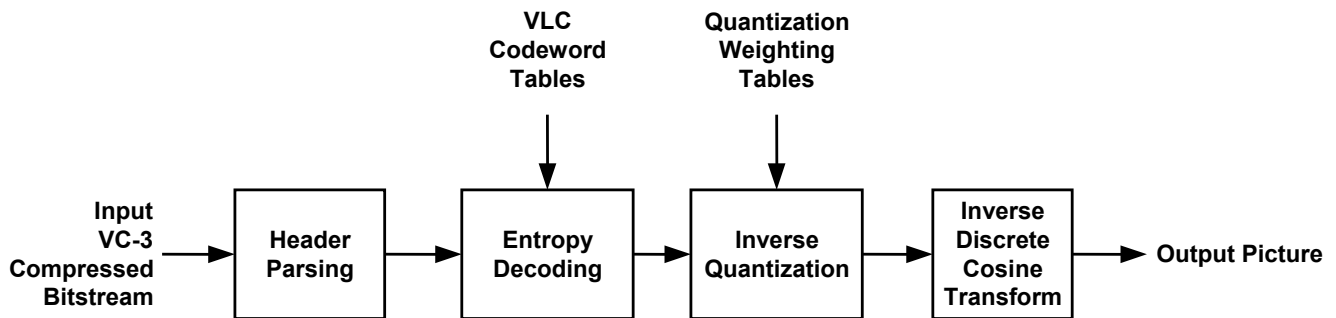 VLC
Codeword
Tables
Quantization
Weighting
Tables
Input
VC-3
Compressed
Bitstream
Header
Parsing
Entropy
Decoding
Inverse
Quantization
Inverse
Discrete
Cosine
Transform
Output Picture